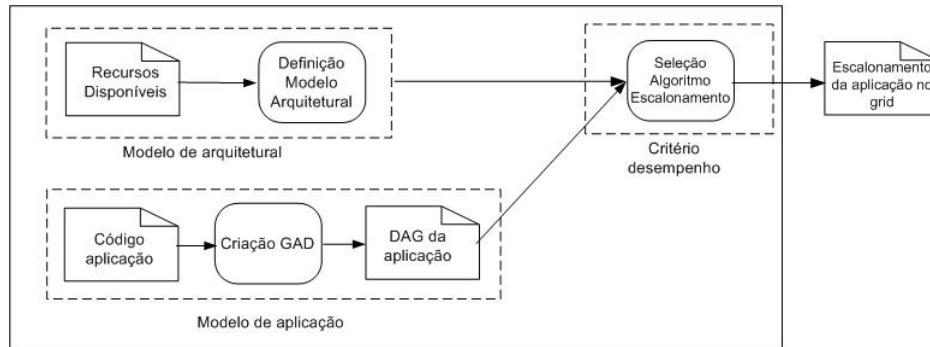 Recursos
Disponíveis
Definição
Modelo
Arquitetural
Modelo de arquitetural
Seleção
Algoritmo
Escalonamento
Critério
desempenho
Escalonamento
da aplicação no
grid
Código
aplicação
Criação GAD
DAG da
aplicação
Modelo de aplicação